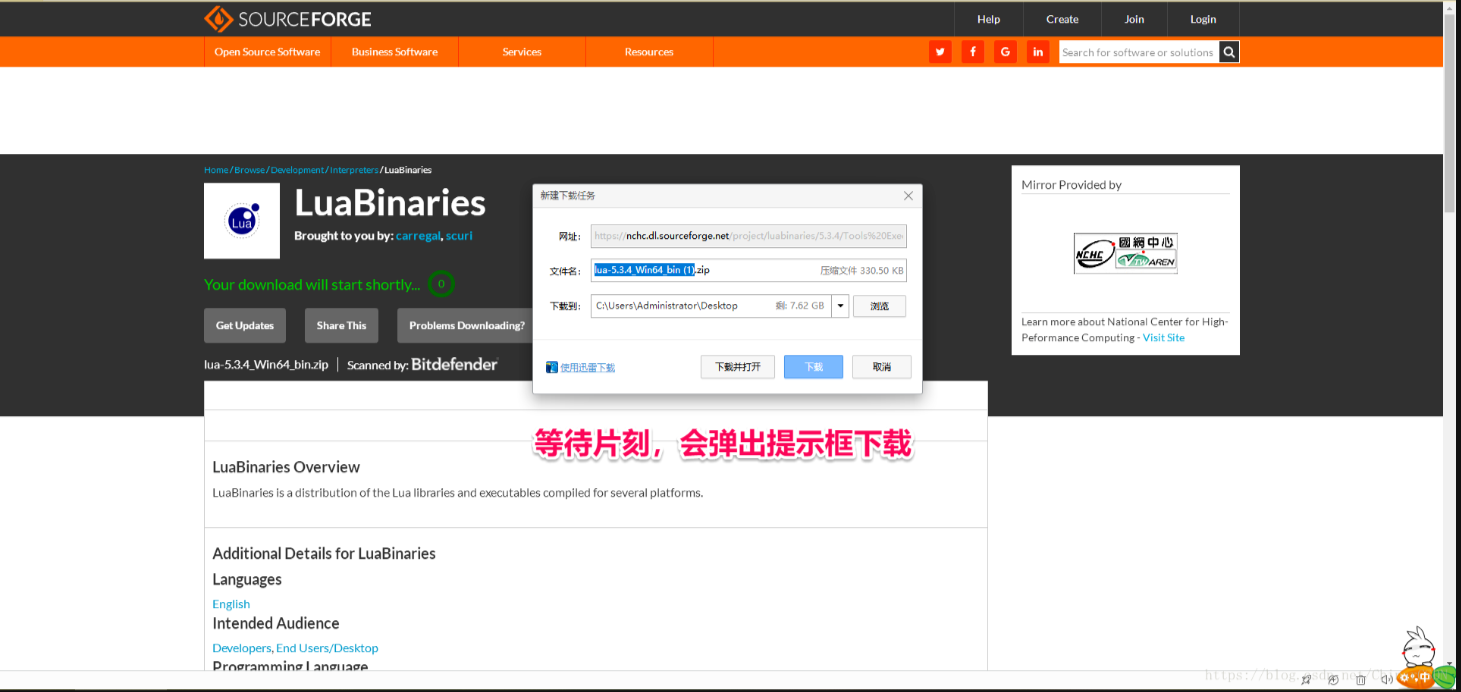 SOURCEFORGE
Help Create Join Login
Open Source Software Business Software Services Resources
Search for software or solutions
Home / Browse / Development / Interpreters / LuaBinaries
LuaBinaries
Lua
Brought to you by: carregal, scuri
Your download will start shortly... 0
Get Updates Share This Problems Downloading?
lua-5.3.4_Win64_bin.zip Scanned by: Bitdefender
新建下载任务
网址: https://nchc.dl.sourceforge.net/project/luabinaries/5.3.4/Tools%20Exe
文件名: lua-5.3.4_Win64_bin (1).zip 压缩文件 330.50 KB
下载到: C:\Users\Administrator\Desktop 剩: 7.62 GB 浏览
使用迅雷下载 下载并打开 下载 取消
等待片刻，会弹出提示框下载
Mirror Provided by
NCHC 國網中心
TWAREN
Learn more about National Center for High-
Peformance Computing - Visit Site
LuaBinaries Overview
LuaBinaries is a distribution of the Lua libraries and executables compiled for several platforms.
Additional Details for LuaBinaries
Languages
English
Intended Audience
Developers, End Users/Desktop
Programming Language
中